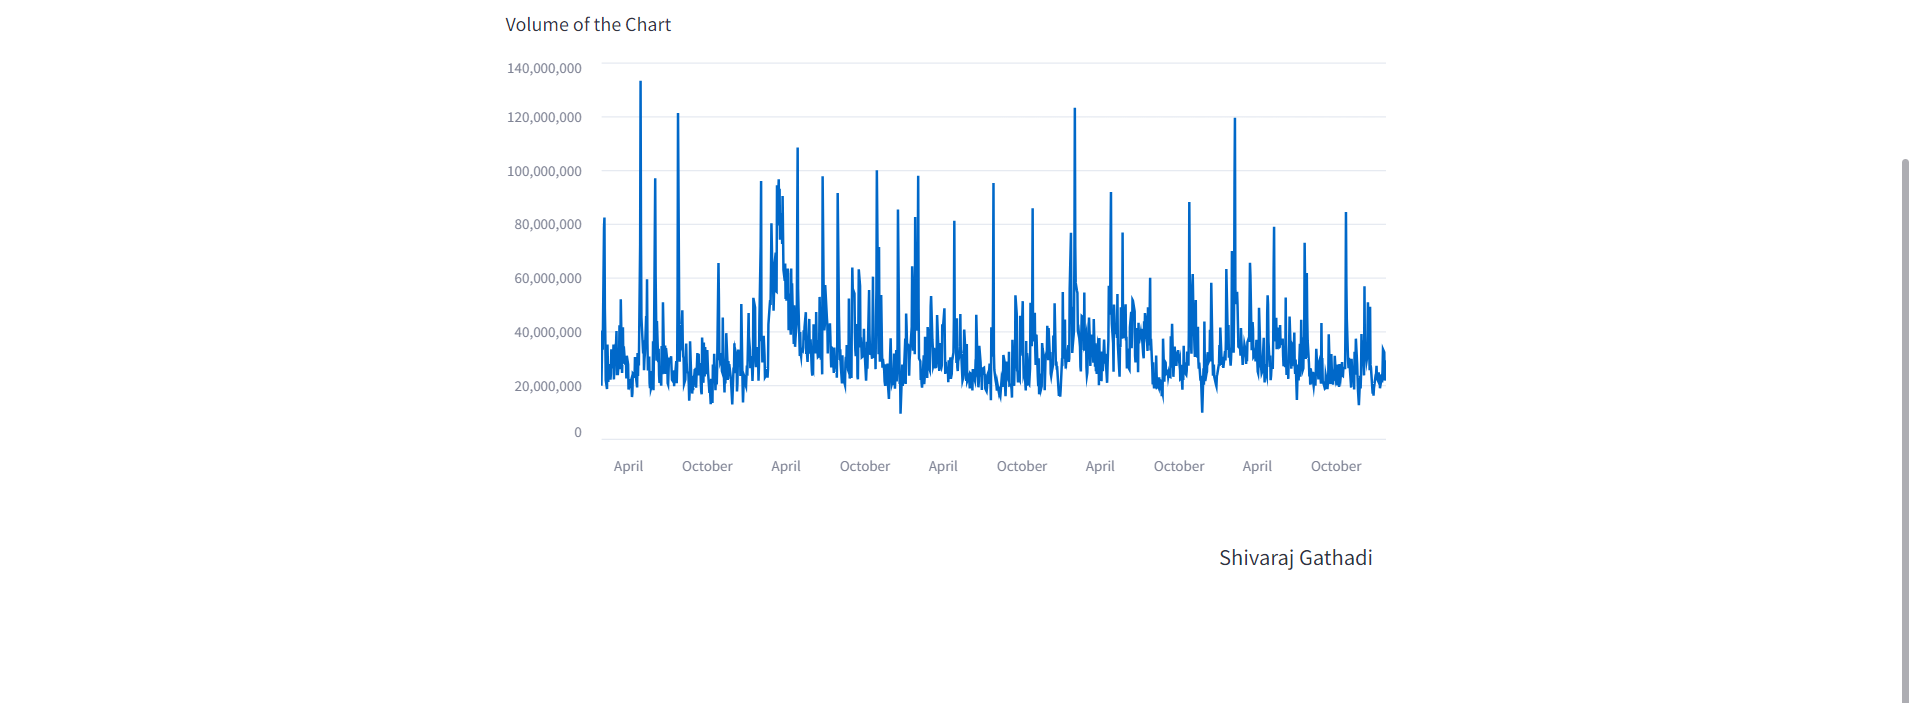 Volume of the Chart
140,000,000
120,000,000
100,000,000
80,000,000
60,000,000
40,000,000
20,000,000
0
April October April October April October April October April October
Shivaraj Gathadi